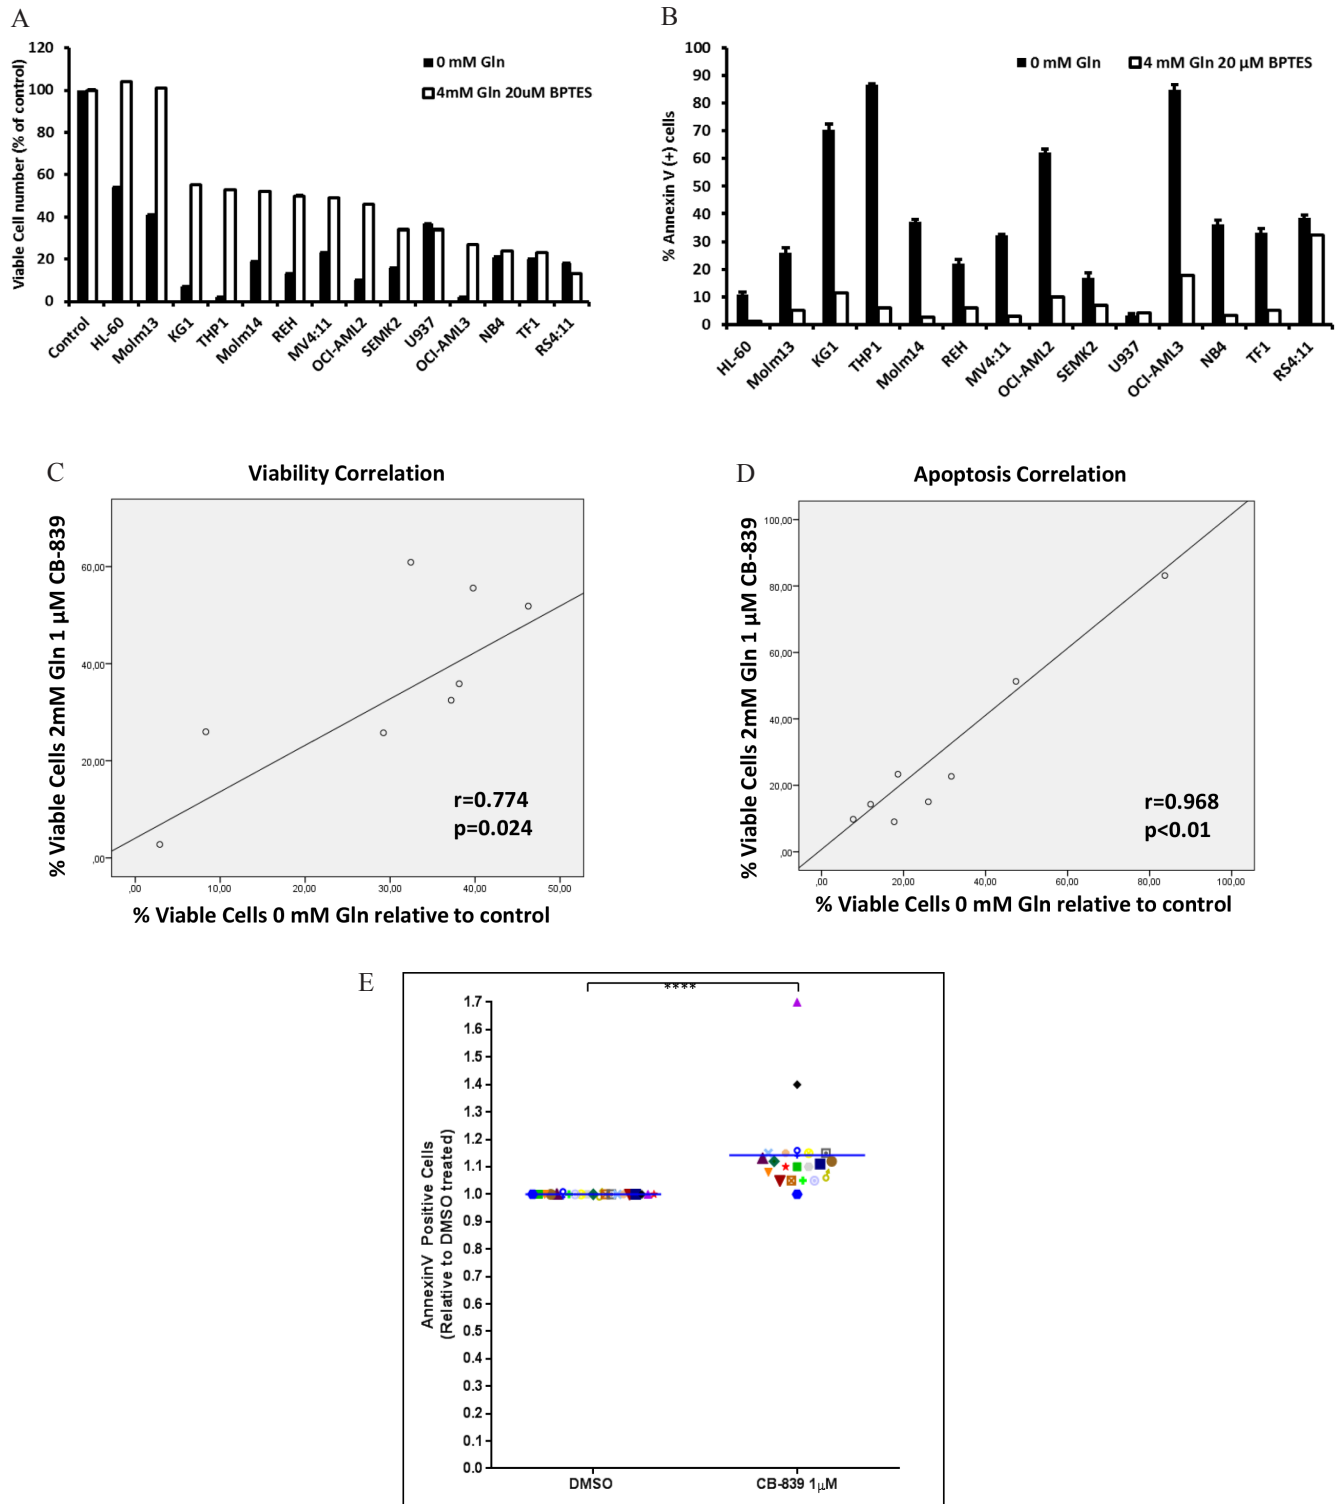 A
Viable Cell number (% of control)
120
100
80
60
40
20
0
0 mM Gln
4mM Gln 20uM BPTES
Control
HL-60
Molm13
KG1
THP1
Molm14
REH
MV4:11
OCI-AML2
SEMK2
U937
OCI-AML3
NB4
TF1
RS4:11
B
% Annexin V (+) cells
100
90
80
70
60
50
40
30
20
10
0
0 mM Gln
4 mM Gln 20 µM BPTES
HL-60
Molm13
KG1
THP1
Molm14
REH
MV4:11
OCI-AML2
SEMK2
U937
OCI-AML3
NB4
TF1
RS4:11
C
Viability Correlation
% Viable Cells 2mM Gln 1 µM CB-839
60,00
40,00
20,00
,00
r=0.774
p=0.024
,00
10,00
20,00
30,00
40,00
50,00
% Viable Cells 0 mM Gln relative to control
D
Apoptosis Correlation
% Viable Cells 2mM Gln 1 µM CB-839
100,00
80,00
60,00
40,00
20,00
,00
r=0.968
p<0.01
,00
20,00
40,00
60,00
80,00
100,00
% Viable Cells 0 mM Gln relative to control
E
****
AnnexinV Positive Cells
(Relative to DMSO treated)
1.7
1.6
1.5
1.4
1.3
1.2
1.1
1.0
0.9
0.8
0.7
0.6
0.5
0.4
0.3
0.2
0.1
0.0
DMSO
CB-839 1µM